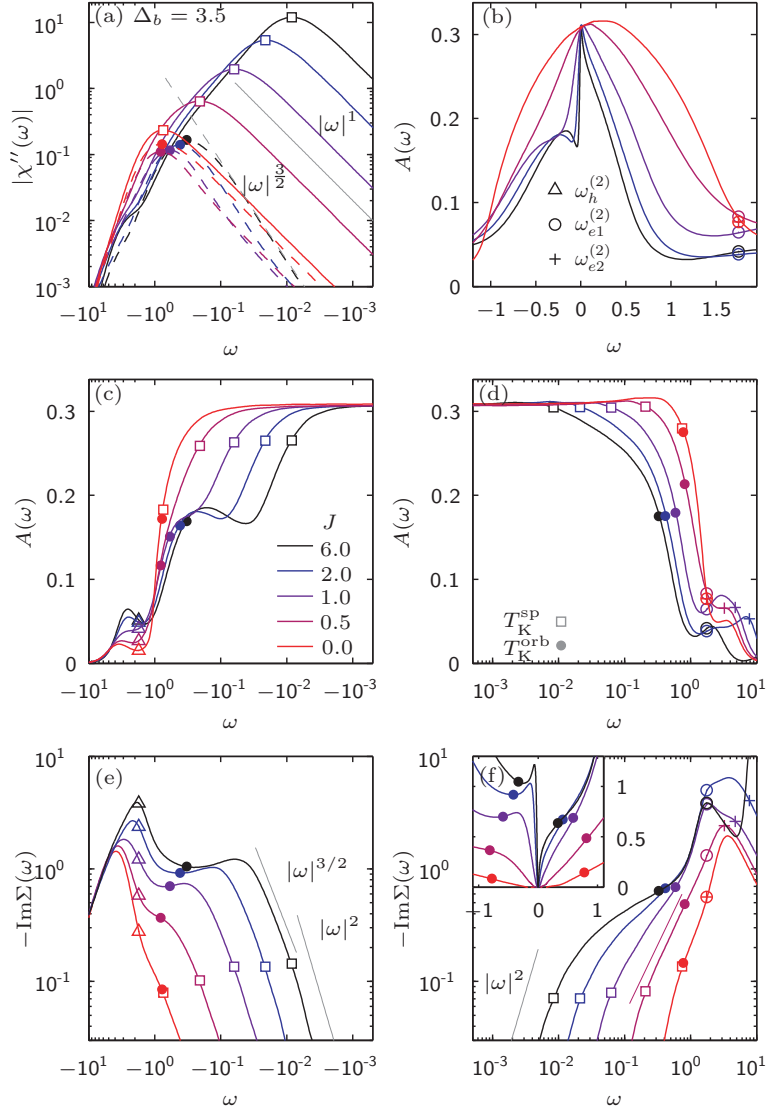 (a) Δ_b = 3.5
|χ''(ω)|
10^1
10^0
10^-1
10^-2
10^-3
|ω|^1
|ω|^{3/2}
−10^1 −10^0 −10^-1 −10^-2 −10^-3
ω
(b)
A(ω)
0.3
0.2
0.1
0
ω_h^(2)
ω_e1^(2)
ω_e2^(2)
−1 −0.5 0 0.5 1 1.5
ω
(c)
A(ω)
0.3
0.2
0.1
0
J
6.0
2.0
1.0
0.5
0.0
−10^1 −10^0 −10^-1 −10^-2 −10^-3
ω
(d)
A(ω)
0.3
0.2
0.1
0
T_K^sp
T_K^orb
10^-3 10^-2 10^-1 10^0 10^1
ω
(e)
−ImΣ(ω)
10^1
10^0
10^-1
|ω|^{3/2}
|ω|^2
−10^1 −10^0 −10^-1 −10^-2 −10^-3
ω
(f)
−ImΣ(ω)
10^1
10^0
10^-1
1
0.5
0
−1 0 1
|ω|^2
10^-3 10^-2 10^-1 10^0 10^1
ω